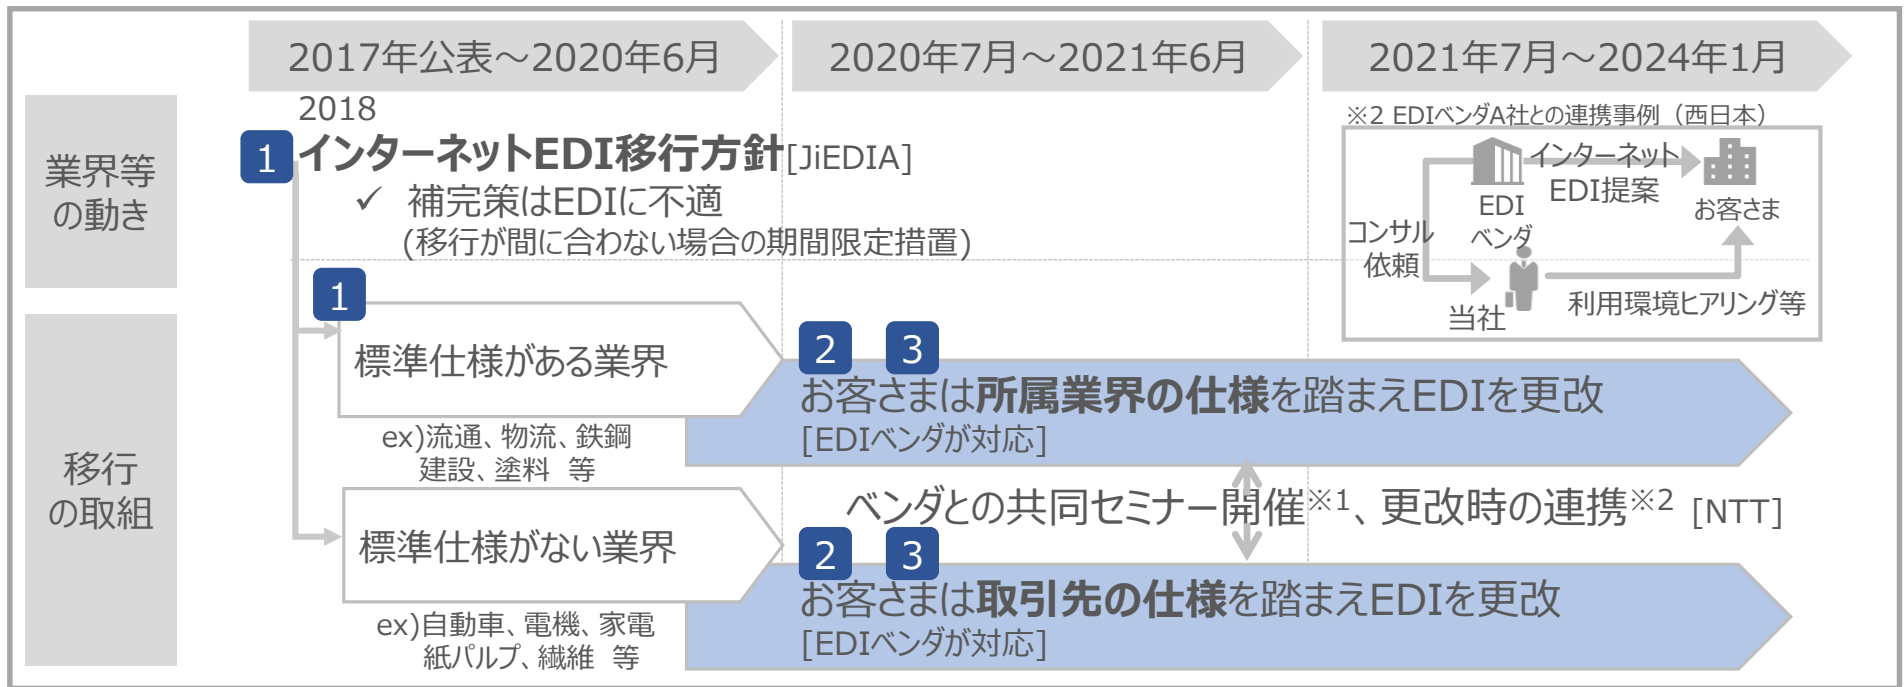 2017年公表～2020年6月
2020年7月～2021年6月
2021年7月～2024年1月
業界等
の動き
2018
1
インターネットEDI移行方針[JiEDIA]
✓ 補完策はEDIに不適
(移行が間に合わない場合の期間限定措置)
※2 EDIベンダA社との連携事例（西日本）
インターネット
EDI提案
EDI
ベンダ
お客さま
コンサル
依頼
当社
利用環境ヒアリング等
移行
の取組
1
標準仕様がある業界
ex)流通、物流、鉄鋼
建設、塗料 等
2 3
お客さまは所属業界の仕様を踏まえEDIを更改
[EDIベンダが対応]
ベンダとの共同セミナー開催※1、更改時の連携※2 [NTT]
標準仕様がない業界
ex)自動車、電機、家電
紙パルプ、繊維 等
2 3
お客さまは取引先の仕様を踏まえEDIを更改
[EDIベンダが対応]